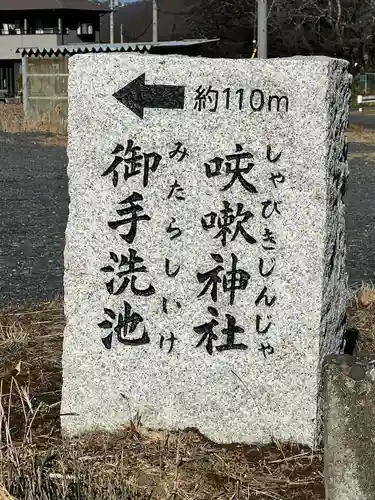 ← 約110m
咳嗽神社
しゃびきじんじゃ
御手洗池
みたらしいけ